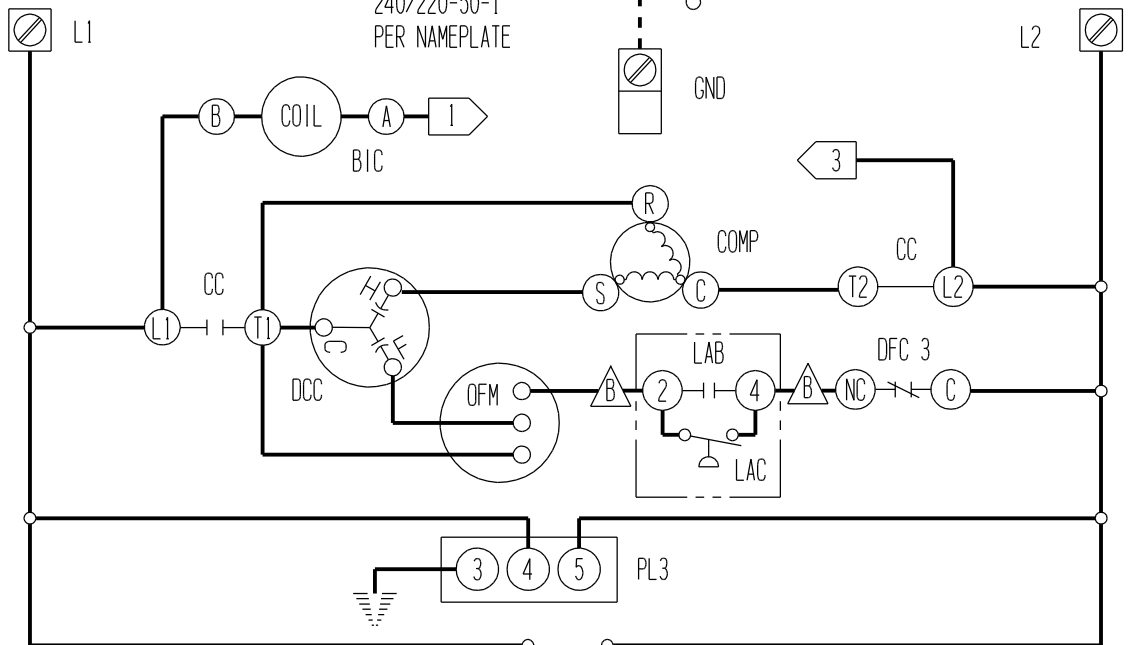 240/220-50-1
PER NAMEPLATE
L1
L2
GND
B
COIL
A
1
BIC
3
R
COMP
CC
S
C
T2
L2
CC
L1
T1
C
H
F
DCC
OFM
B
LAB
2
4
B
DFC 3
NC
C
LAC
3
4
5
PL3